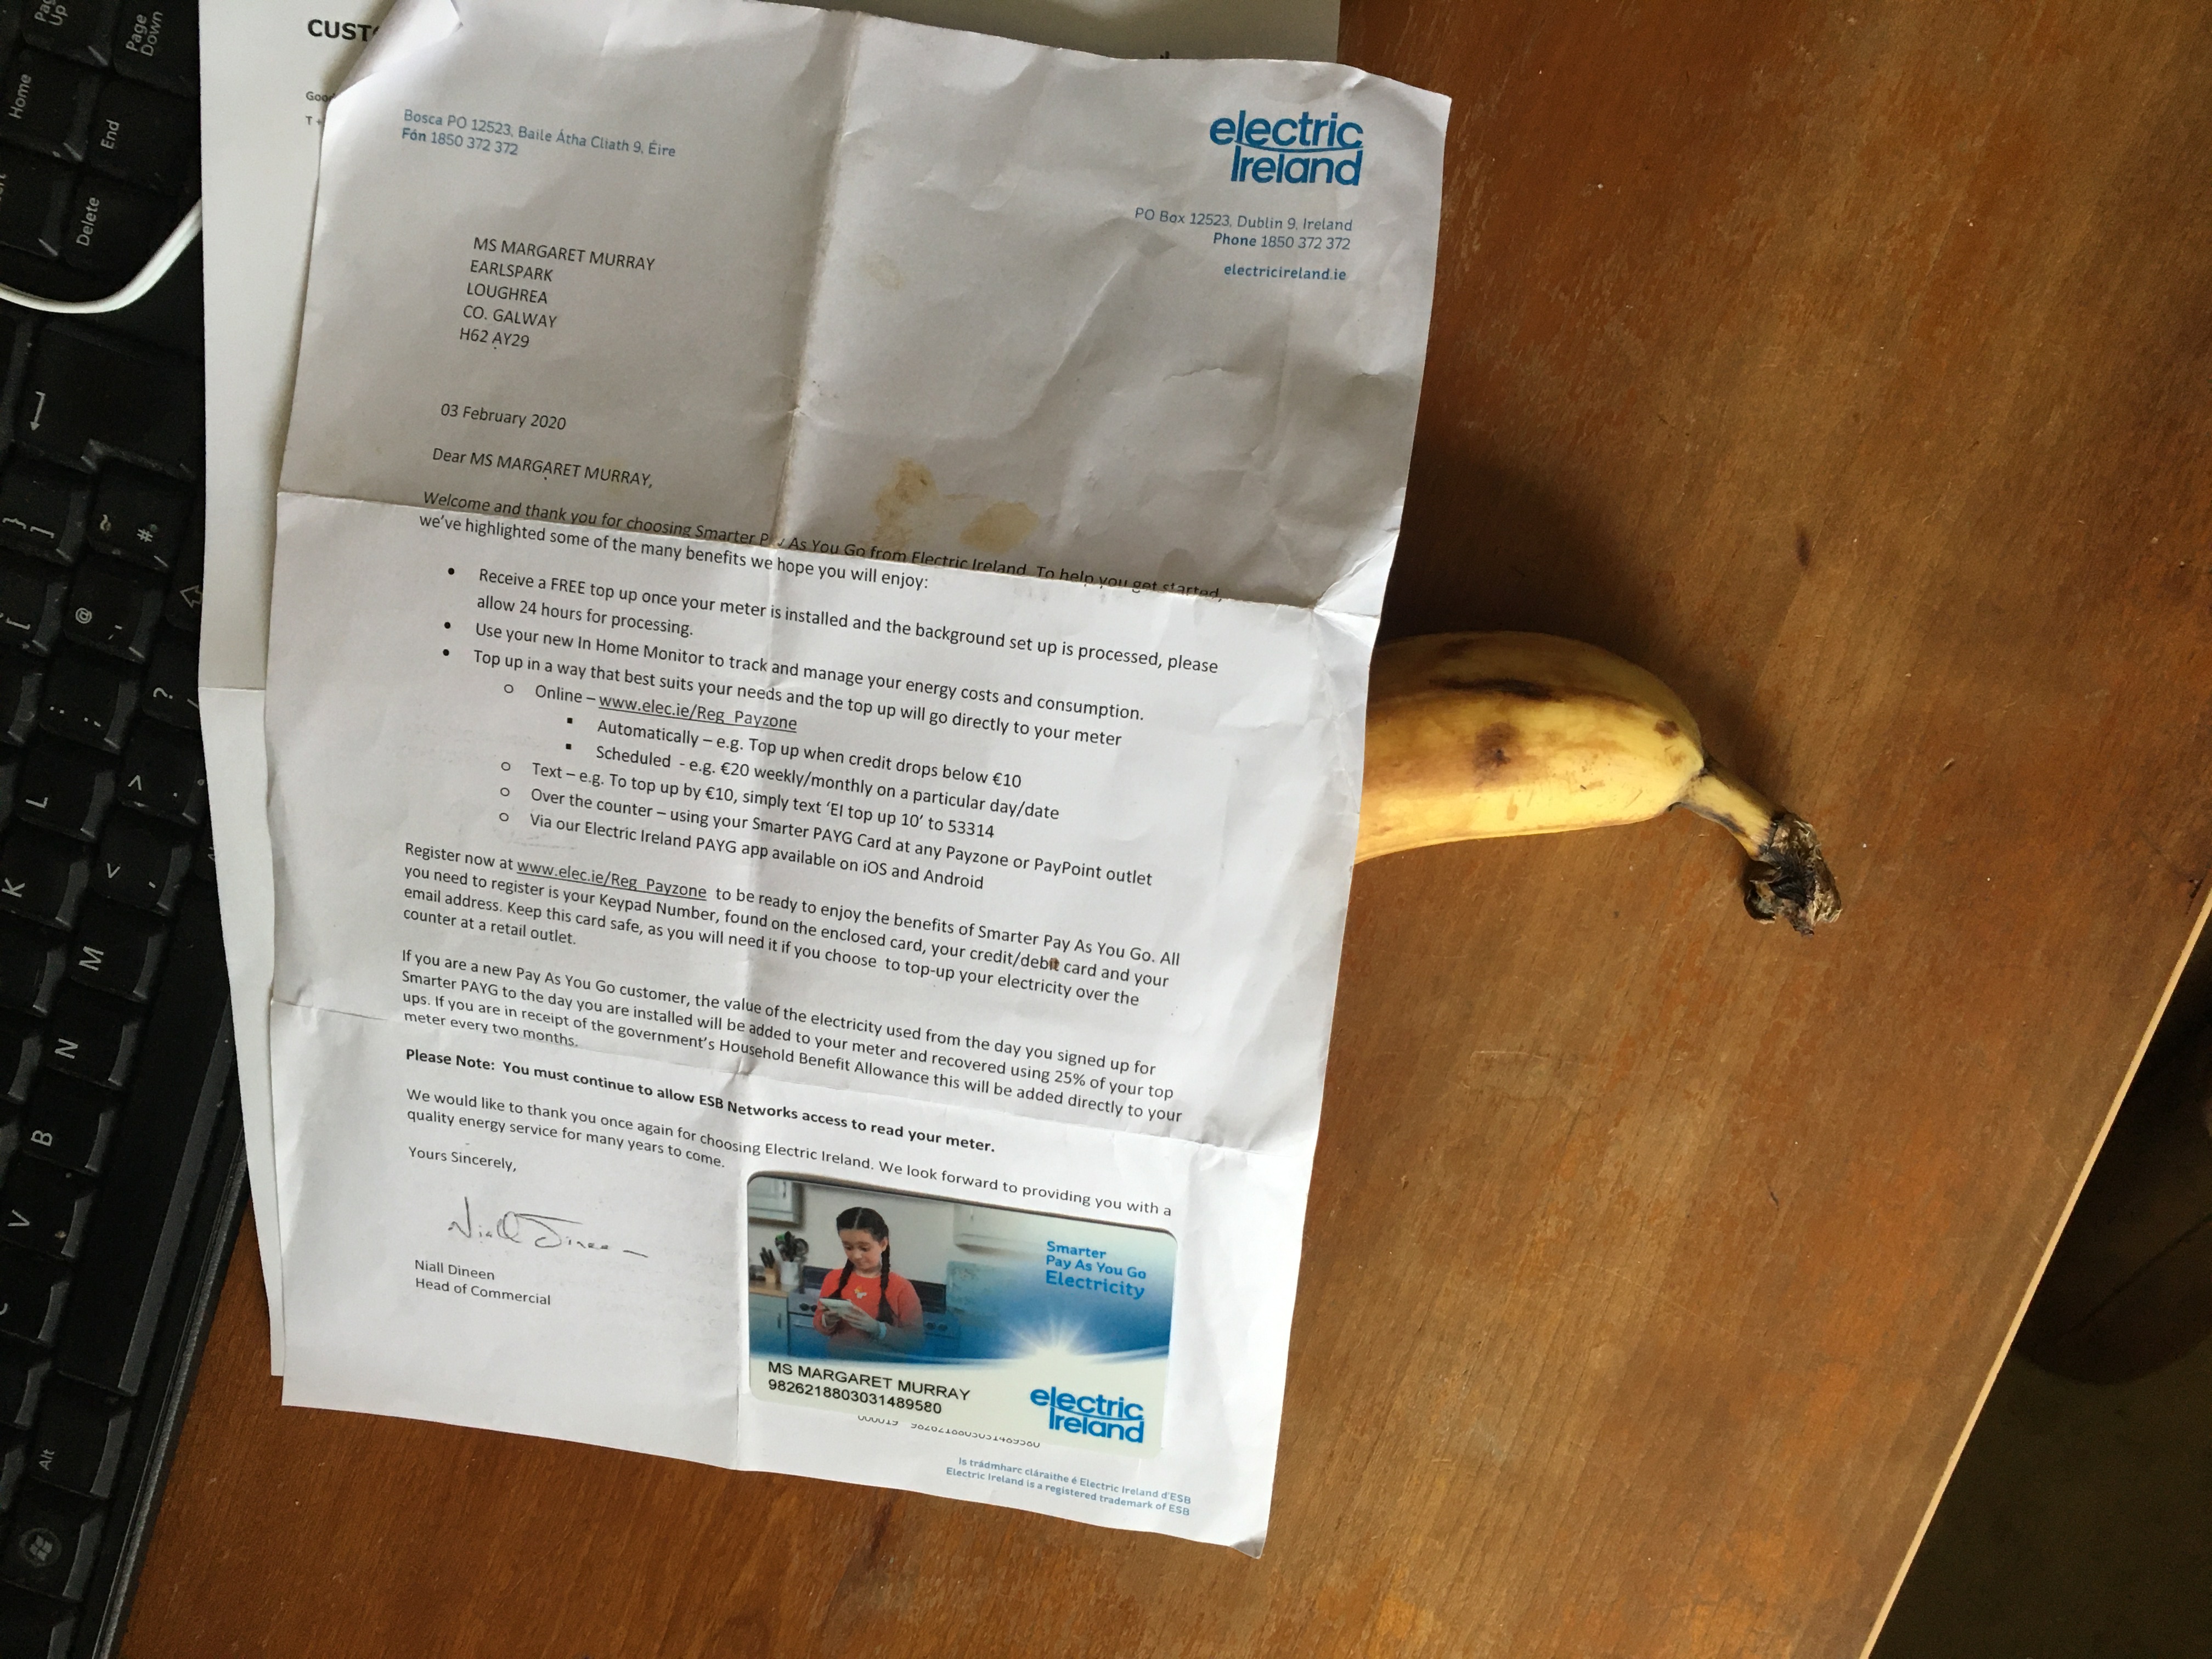 Bosca PO 12523, Baile Átha Cliath 9, Éire
Fón 1850 372 372
electric
Ireland
PO Box 12523, Dublin 9, Ireland
Phone 1850 372 372
electricireland.ie
MS MARGARET MURRAY
EARLSPARK
LOUGHREA
CO. GALWAY
H62 AY29
03 February 2020
Dear MS MARGARET MURRAY,
Welcome and thank you for choosing Smarter Pay As You Go from Electric Ireland. To help you get started,
we've highlighted some of the many benefits we hope you will enjoy:
• Receive a FREE top up once your meter is installed and the background set up is processed, please
allow 24 hours for processing.
• Use your new In Home Monitor to track and manage your energy costs and consumption.
• Top up in a way that best suits your needs and the top up will go directly to your meter
o Online – www.elec.ie/Reg_Payzone
▪ Automatically – e.g. Top up when credit drops below €10
▪ Scheduled - e.g. €20 weekly/monthly on a particular day/date
o Text – e.g. To top up by €10, simply text 'EI top up 10' to 53314
o Over the counter – using your Smarter PAYG Card at any Payzone or PayPoint outlet
o Via our Electric Ireland PAYG app available on iOS and Android
Register now at www.elec.ie/Reg_Payzone to be ready to enjoy the benefits of Smarter Pay As You Go. All
you need to register is your Keypad Number, found on the enclosed card, your credit/debit card and your
email address. Keep this card safe, as you will need it if you choose to top-up your electricity over the
counter at a retail outlet.
If you are a new Pay As You Go customer, the value of the electricity used from the day you signed up for
Smarter PAYG to the day you are installed will be added to your meter and recovered using 25% of your top
ups. If you are in receipt of the government's Household Benefit Allowance this will be added directly to your
meter every two months.
Please Note: You must continue to allow ESB Networks access to read your meter.
We would like to thank you once again for choosing Electric Ireland. We look forward to providing you with a
quality energy service for many years to come.
Yours Sincerely,
Niall Dineen
Niall Dineen
Head of Commercial
Smarter
Pay As You Go
Electricity
MS MARGARET MURRAY
9826218803031489580
electric
Ireland
Is trádmharc cláraithe é Electric Ireland d'ESB
Electric Ireland is a registered trademark of ESB
CUST
Alt
V
B
N
M
K
L
Home
Page
Up
Delete
End
Page
Down